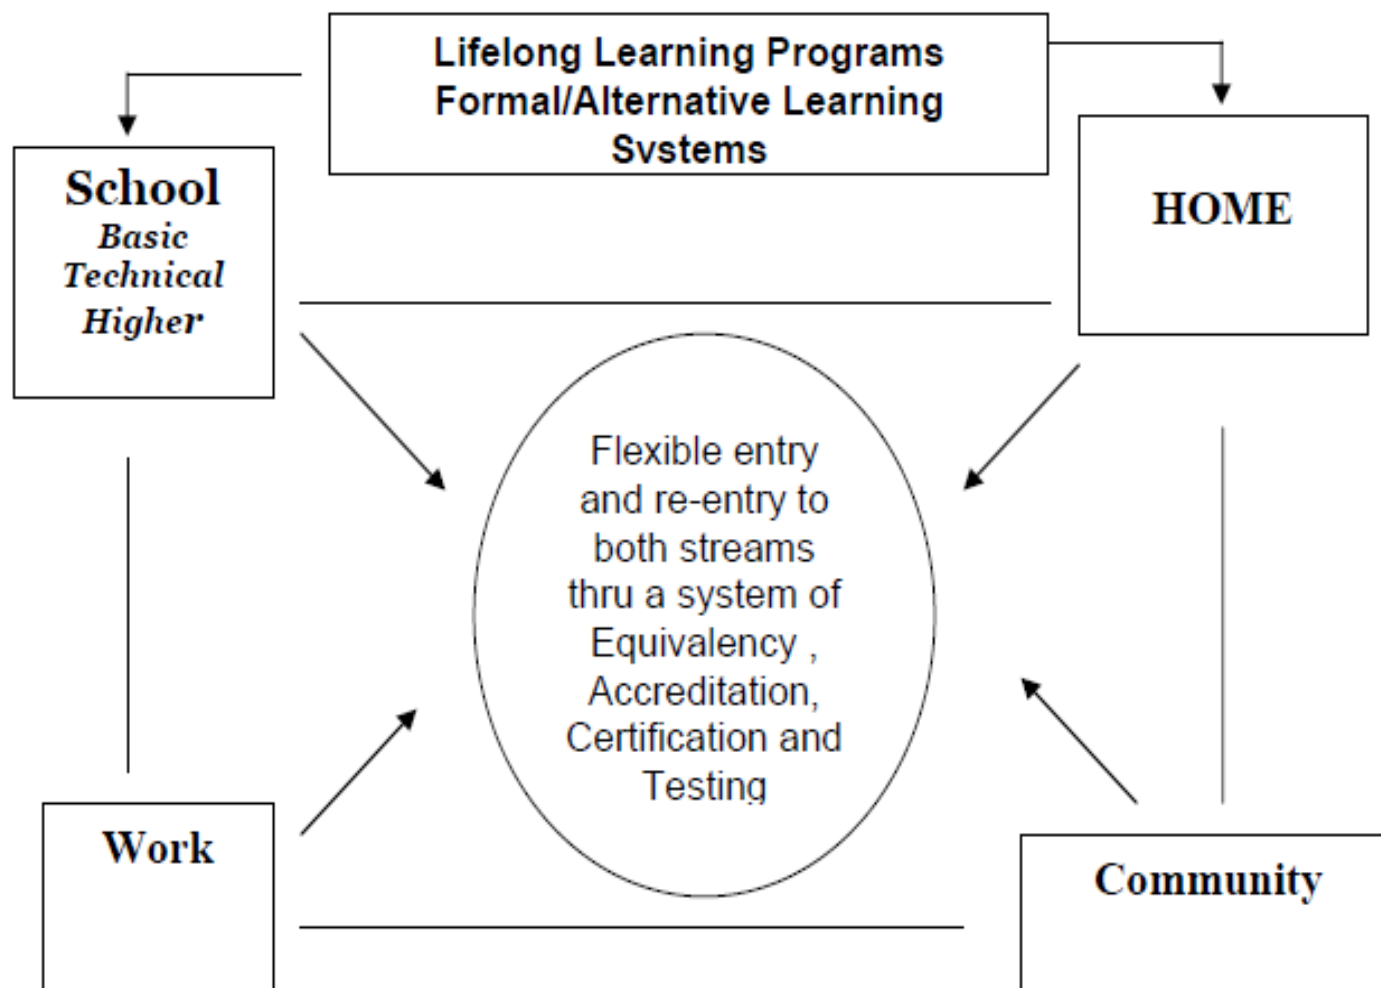 Lifelong Learning Programs
Formal/Alternative Learning
Systems
School
Basic
Technical
Higher
HOME
Flexible entry
and re-entry to
both streams
thru a system of
Equivalency ,
Accreditation,
Certification and
Testing
Work
Community